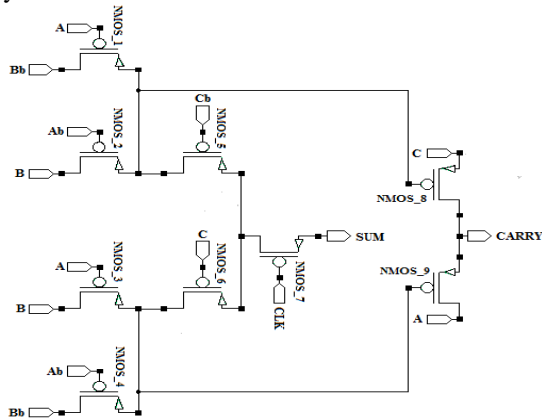 A
NMOS_1
Bb
Ab
NMOS_2
Cb
NMOS_5
B
C
NMOS_8
SUM
CARRY
A
NMOS_3
C
NMOS_6
NMOS_7
CLK
NMOS_9
B
A
Ab
NMOS_4
Bb